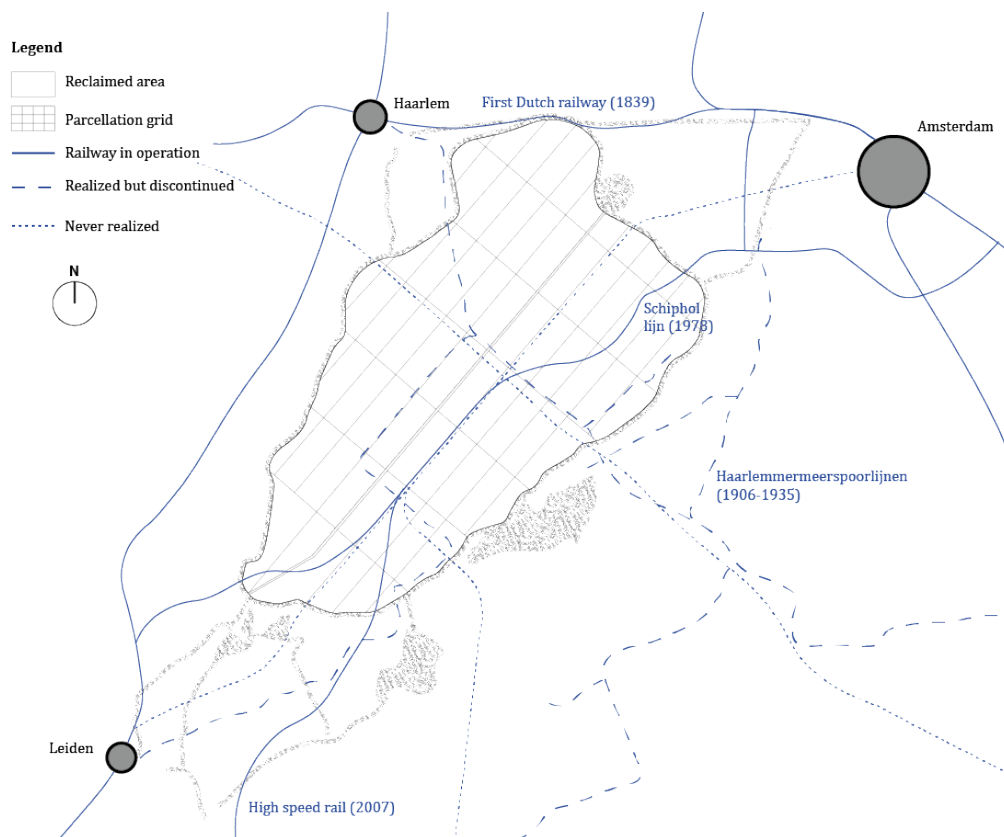 Legend
Reclaimed area
Parcellation grid
Railway in operation
Realized but discontinued
Never realized
N
Haarlem
First Dutch railway (1839)
Amsterdam
Schiphol
lijn (1978)
Haarlemmermeerspoorlijnen
(1906-1935)
Leiden
High speed rail (2007)